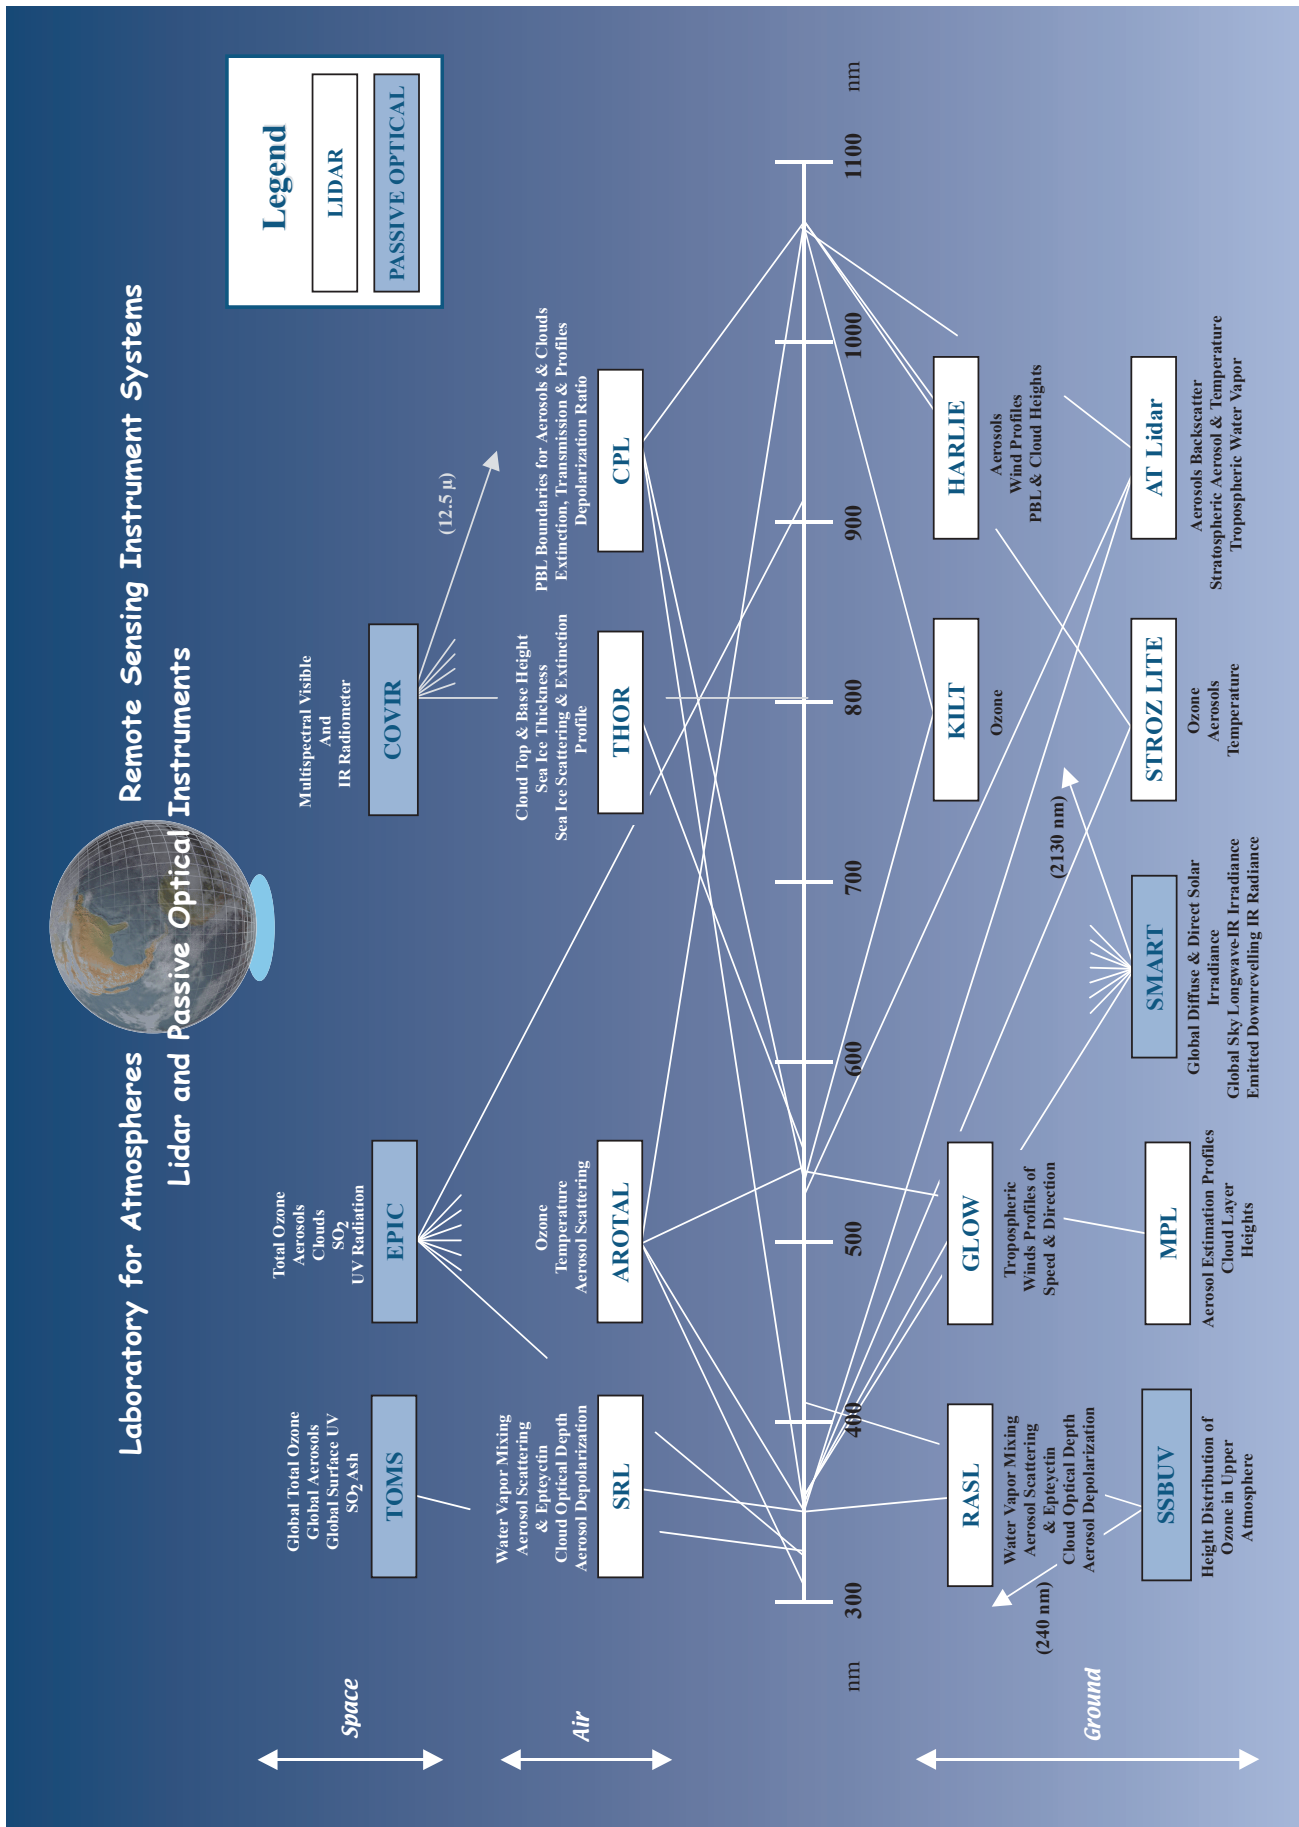 Laboratory for Atmospheres Remote Sensing Instrument Systems
Lidar and Passive Optical Instruments
Legend
LIDAR
PASSIVE OPTICAL
Space
Global Total Ozone
Global Aerosols
Global Surface UV
SO2 Ash
TOMS
Total Ozone
Aerosols
Clouds
SO2
UV Radiation
EPIC
Multispectral Visible
And
IR Radiometer
COVIR
(12.5 µ)
Air
Water Vapor Mixing
Aerosol Scattering
& Epteyctin
Cloud Optical Depth
Aerosol Depolarization
SRL
Ozone
Temperature
Aerosol Scattering
AROTAL
Cloud Top & Base Height
Sea Ice Thickness
Sea Ice Scattering & Extinction
Profile
THOR
PBL Boundaries for Aerosols & Clouds
Extinction, Transmission & Profiles
Depolarization Ratio
CPL
nm 300 400 500 600 700 800 900 1000 1100 nm
Ground
RASL
Water Vapor Mixing
Aerosol Scattering
& Epteyctin
Cloud Optical Depth
Aerosol Depolarization
GLOW
Tropospheric
Winds Profiles of
Speed & Direction
KILT
Ozone
HARLIE
Aerosols
Wind Profiles
PBL & Cloud Heights
(240 nm)
(2130 nm)
SSBUV
Height Distribution of
Ozone in Upper
Atmosphere
MPL
Aerosol Estimation Profiles
Cloud Layer
Heights
SMART
Global Diffuse & Direct Solar
Irradiance
Global Sky Longwave-IR Irradiance
Emitted Downrevelling IR Radiance
STROZ LITE
Ozone
Aerosols
Temperature
AT Lidar
Aerosols Backscatter
Stratospheric Aerosol & Temperature
Tropospheric Water Vapor